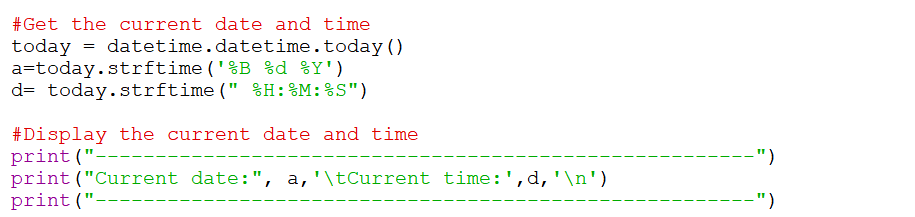 #Get the current date and time
today = datetime.datetime.today()
a=today.strftime('%B %d %Y')
d= today.strftime(" %H:%M:%S")
#Display the current date and time
print("-------------------------------------------------------")
print("Current date:", a,'\tCurrent time:',d,'\n')
print("-------------------------------------------------------")